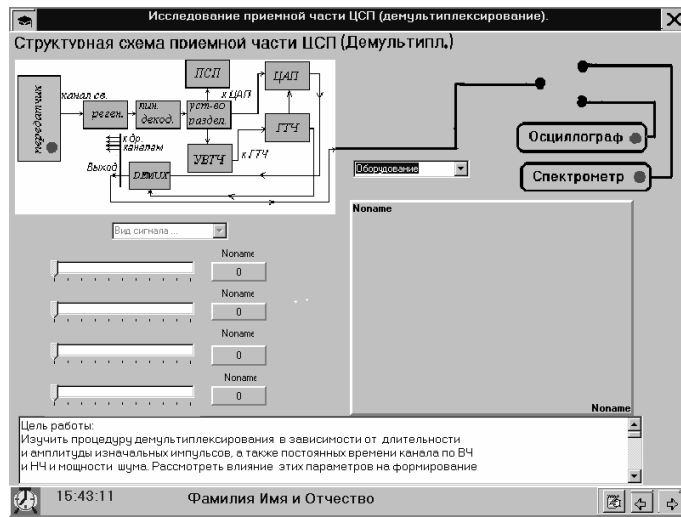 Исследование приемной части ЦСП (демультиплексирование).
Структурная схема приемной части ЦСП (Демультипл.)
передатчик
канал св.
реген.
лин. декод.
уст-во раздел.
ПСП
к ЦАП
ЦАП
ГТЧ
УВТЧ
к ГТЧ
к др. каналам
Выход
DEMUX
Осциллограф
Спектрометр
Оборудование
Вид сигнала ...
Noname
0
Noname
0
Noname
0
Noname
0
Noname
Noname
Цель работы:
Изучить процедуру демультиплексирования в зависимости от длительности
и амплитуды изначальных импульсов, а также постоянных времени канала по ВЧ
и НЧ и мощности шума. Рассмотреть влияние этих параметров на формирование
15:43:11
Фамилия Имя и Отчество